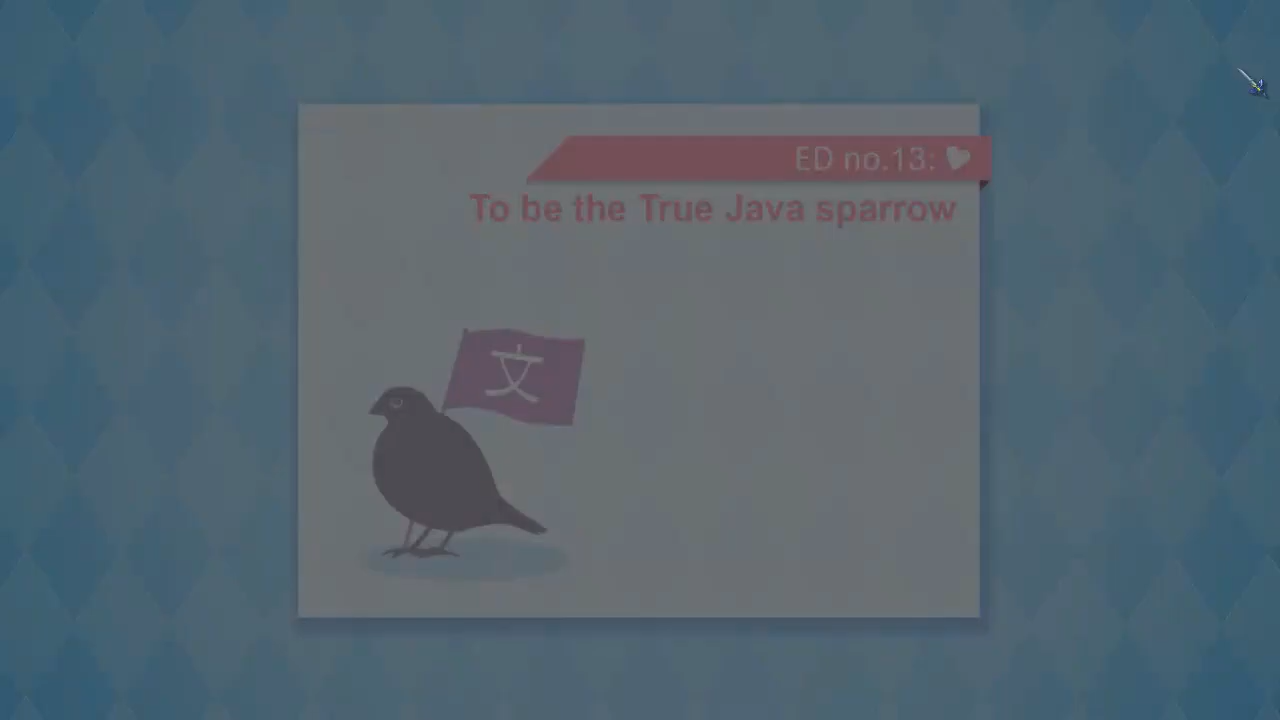 ED no.13: ♥
To be the True Java sparrow
文